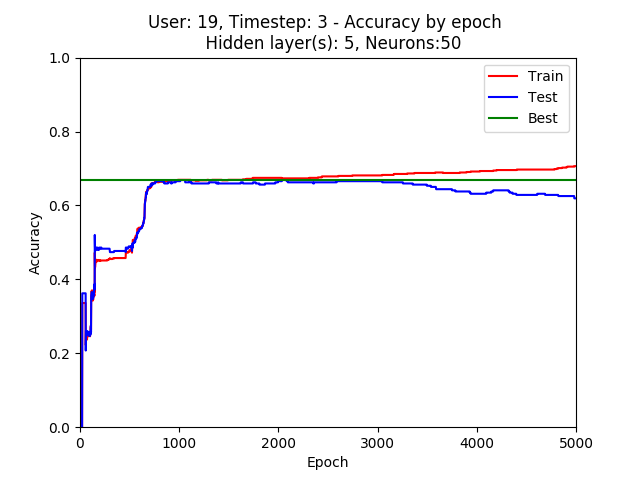 User: 19, Timestep: 3 - Accuracy by epoch
Hidden layer(s): 5, Neurons:50
1.0
0.8
0.6
0.4
0.2
0.0
Accuracy
Train
Test
Best
0
1000
2000
3000
4000
5000
Epoch